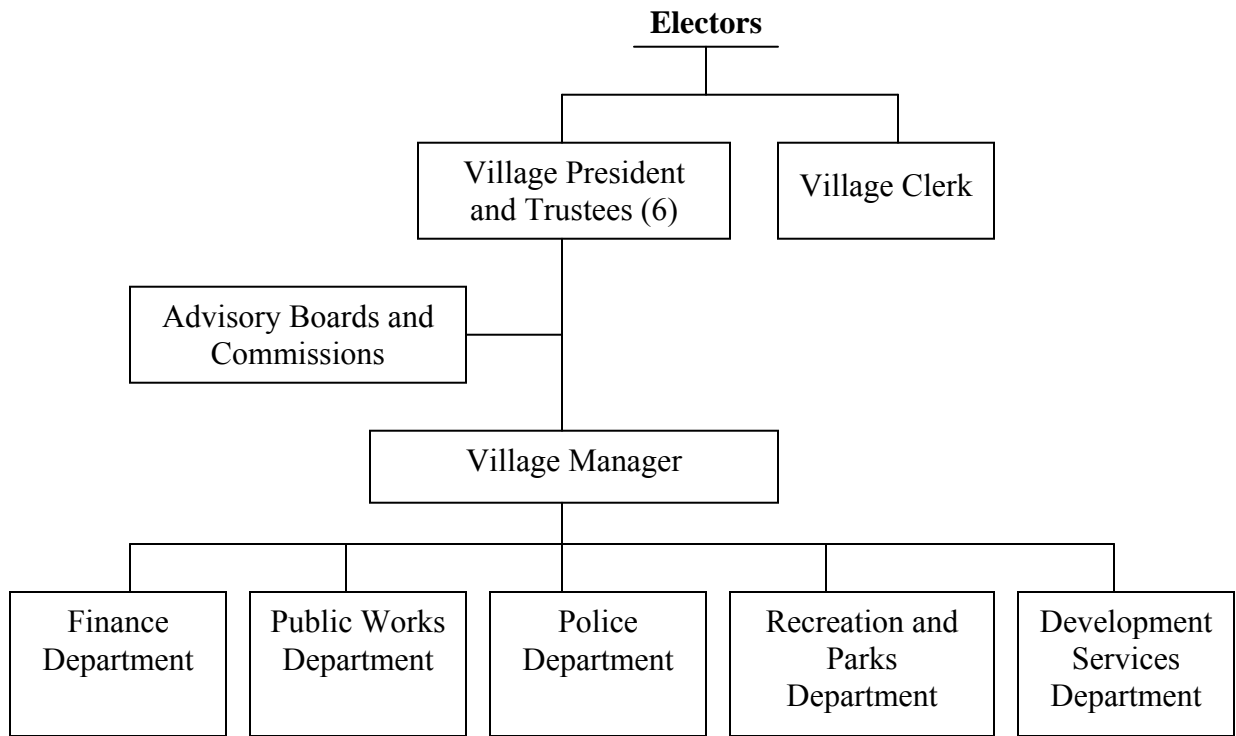 Electors
Village President
and Trustees (6)
Village Clerk
Advisory Boards and
Commissions
Village Manager
Finance
Department
Public Works
Department
Police
Department
Recreation and
Parks
Department
Development
Services
Department